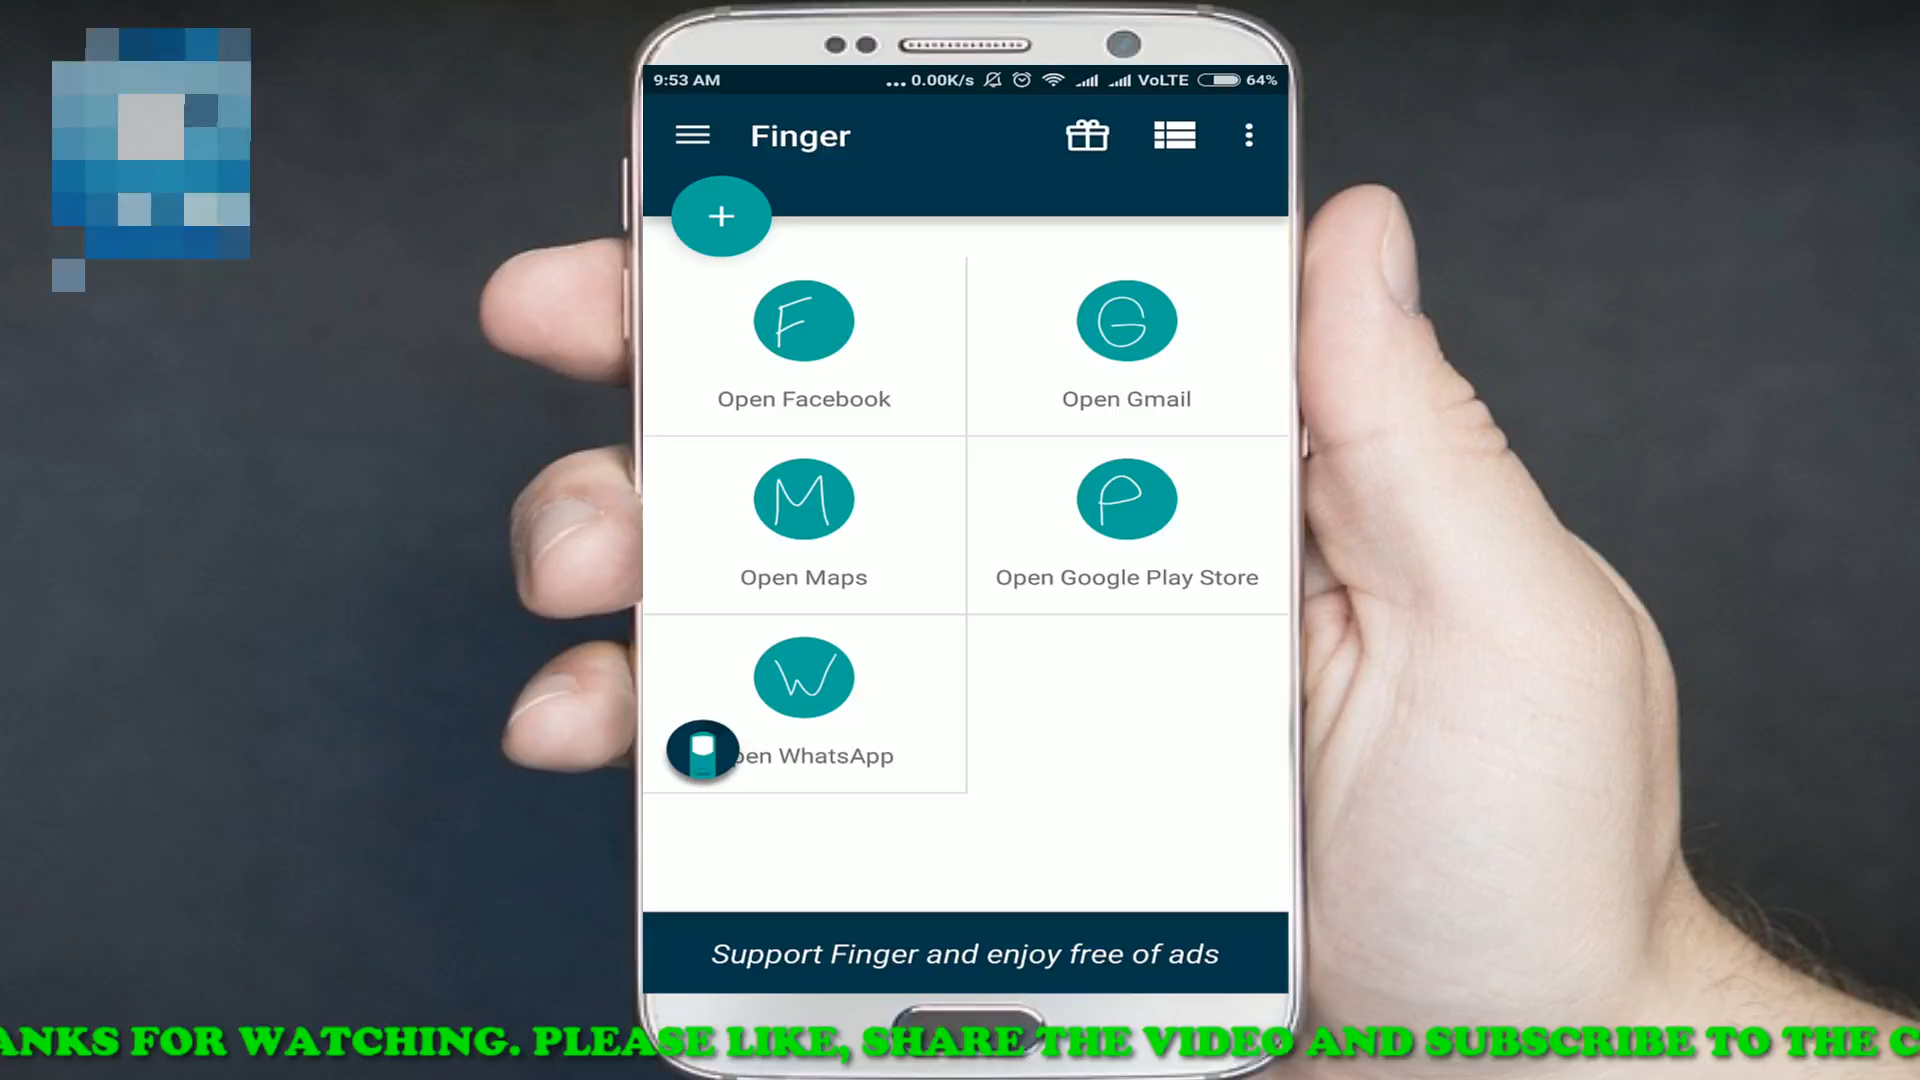 9:53 AM ... 0.00K/s VoLTE 64%
Finger
+
F
G
Open Facebook
Open Gmail
M
P
Open Maps
Open Google Play Store
W
pen WhatsApp
Support Finger and enjoy free of ads
ANKS FOR WATCHING. PLEASE LIKE, SHARE THE VIDEO AND SUBSCRIBE TO THE C